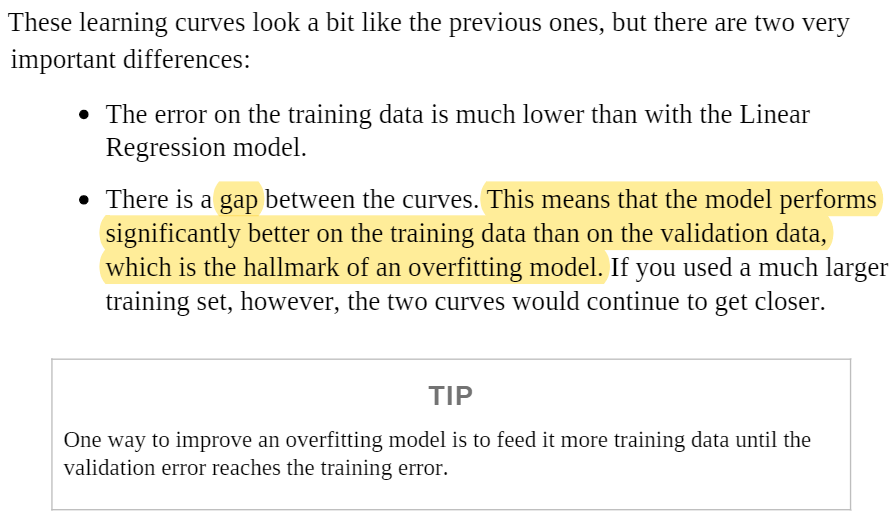 These learning curves look a bit like the previous ones, but there are two very
important differences:
• The error on the training data is much lower than with the Linear
Regression model.
• There is a gap between the curves. This means that the model performs
significantly better on the training data than on the validation data,
which is the hallmark of an overfitting model. If you used a much larger
training set, however, the two curves would continue to get closer.
TIP
One way to improve an overfitting model is to feed it more training data until the
validation error reaches the training error.